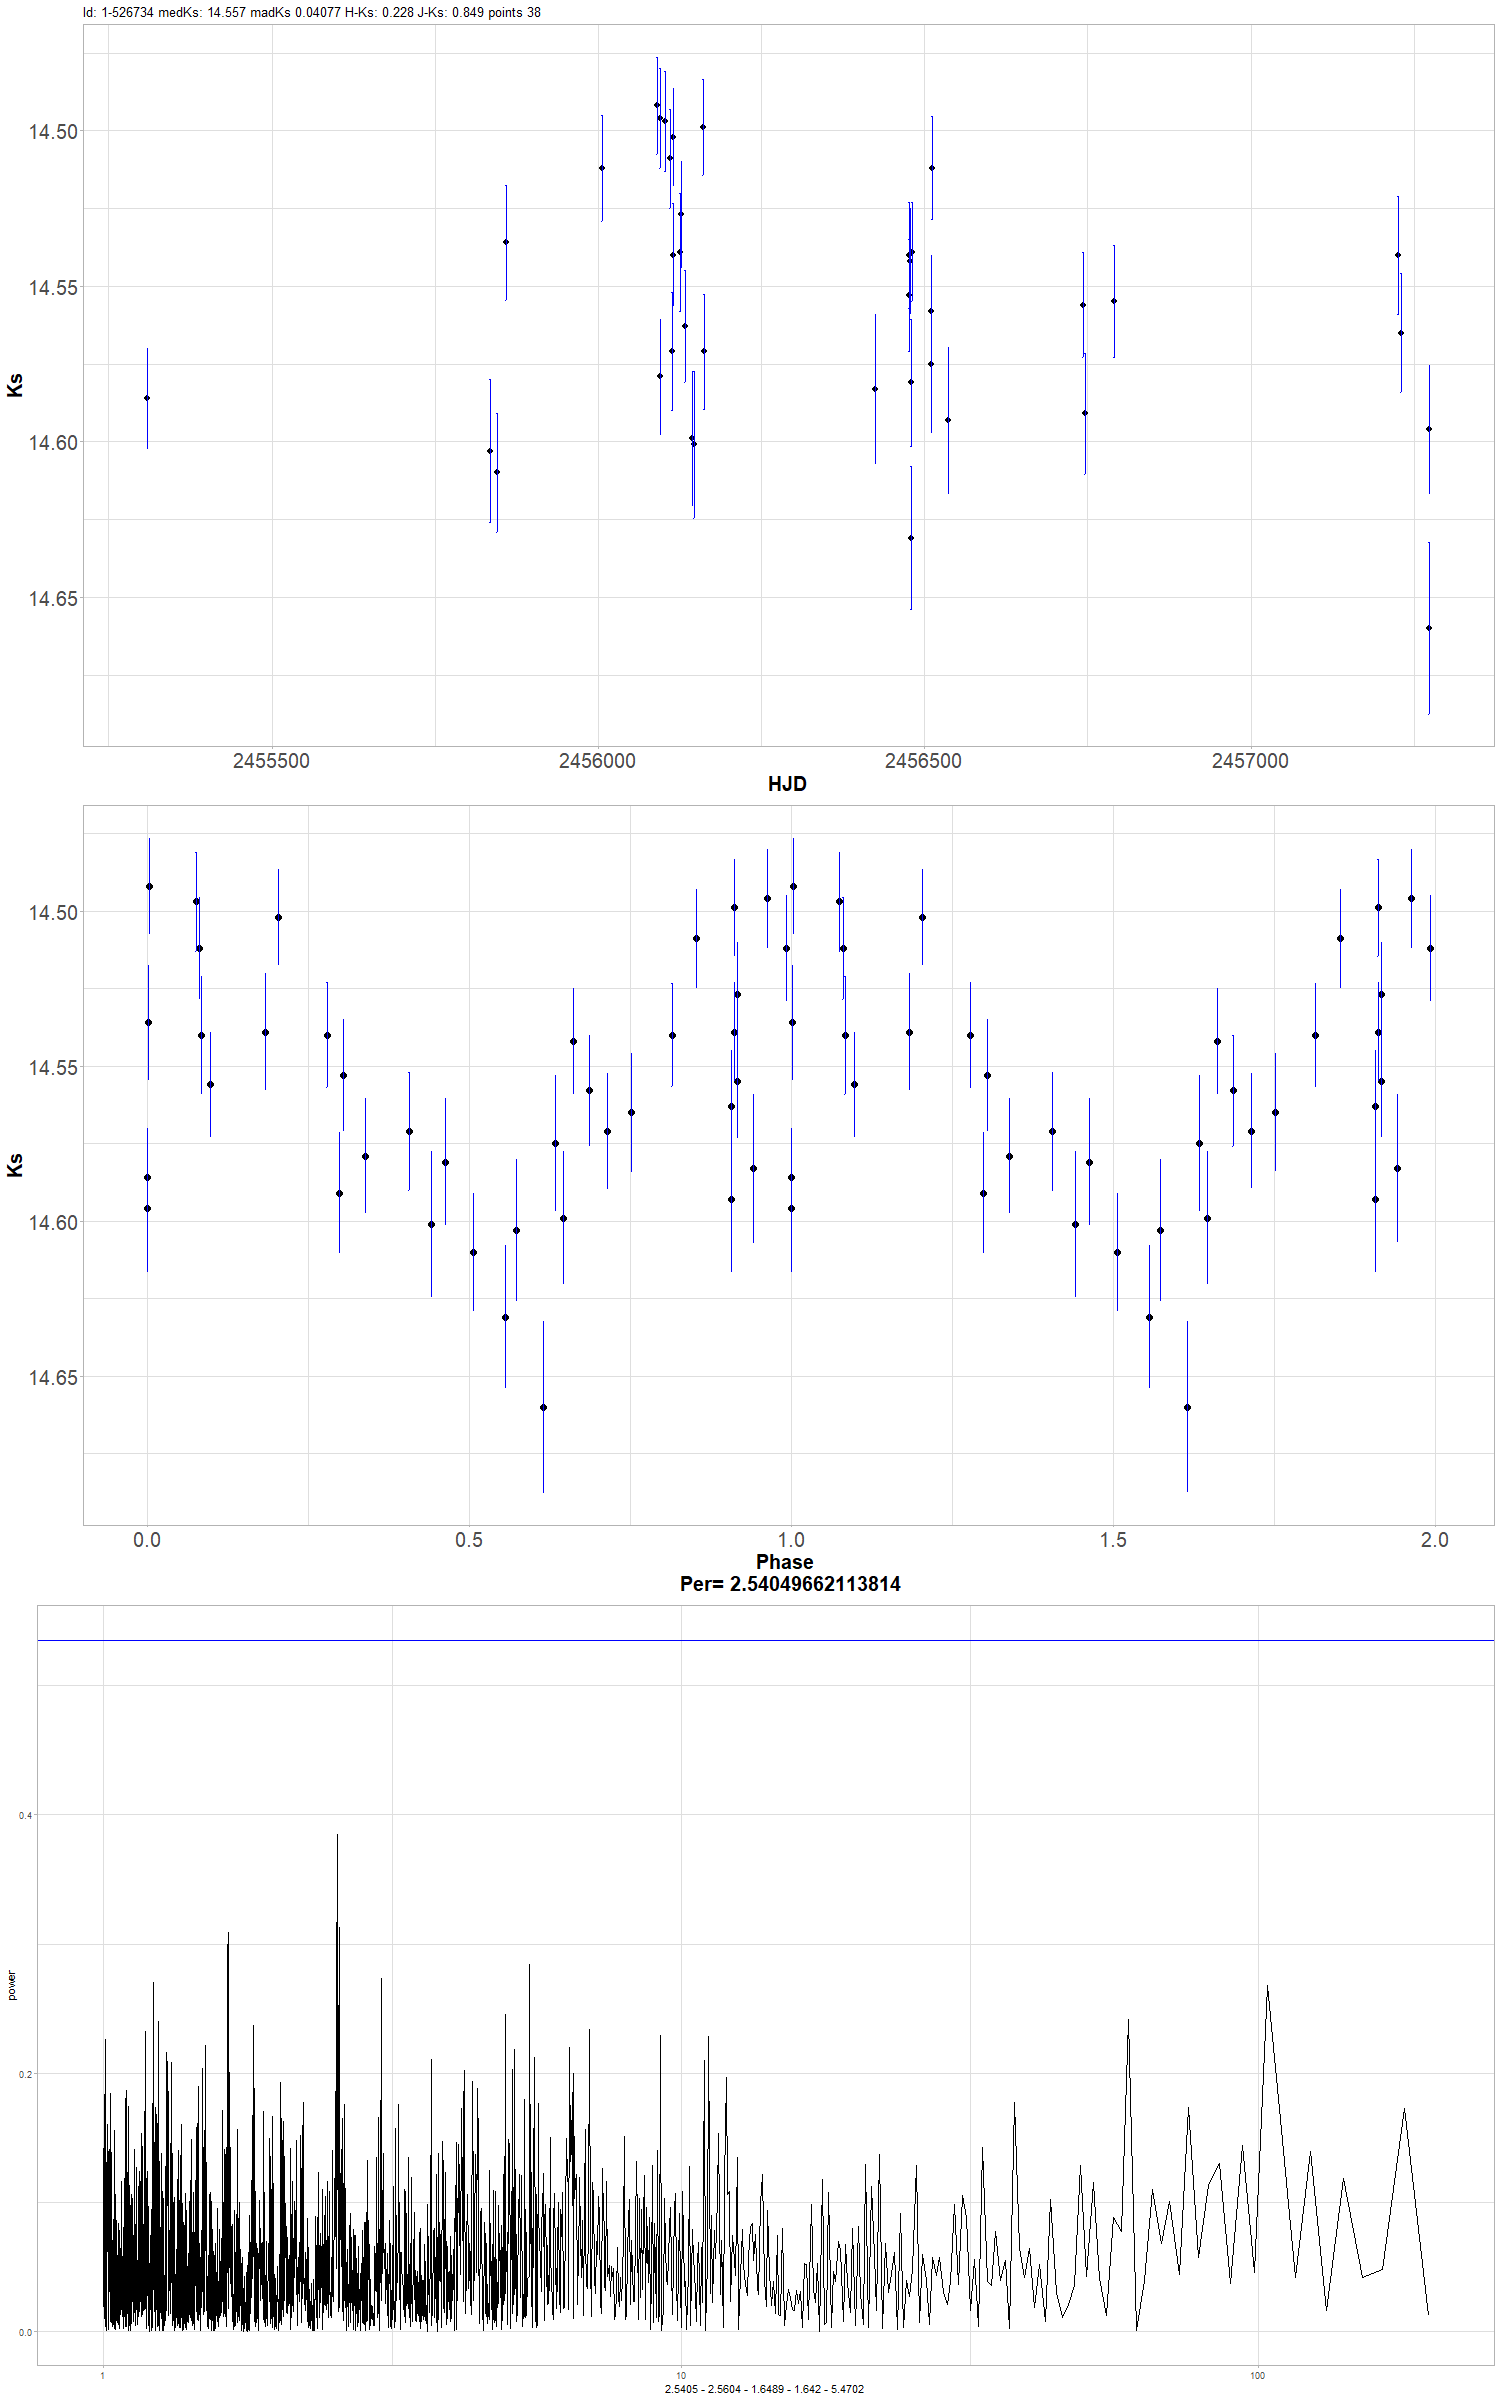 Id: 1-526734 medKs: 14.557 madKs 0.04077 H-Ks: 0.228 J-Ks: 0.849 points 38
14.50
14.55
14.60
14.65
Ks
2455500 2456000 2456500 2457000
HJD
14.50
14.55
14.60
14.65
Ks
0.0 0.5 1.0 1.5 2.0
Phase
Per= 2.54049662113814
0.4
0.2
0.0
power
1 10 100
2.5405 - 2.5604 - 1.6489 - 1.642 - 5.4702